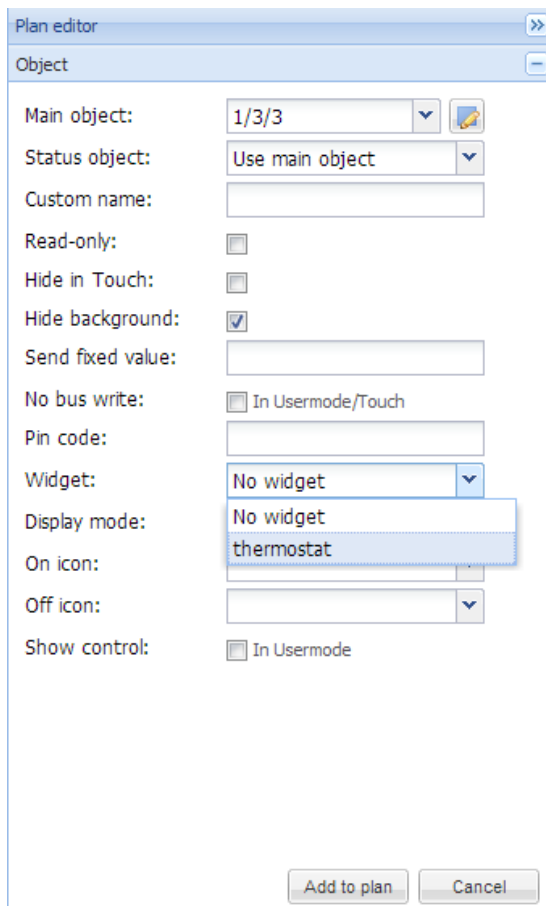 Plan editor
Object
Main object: 1/3/3
Status object: Use main object
Custom name:
Read-only:
Hide in Touch:
Hide background:
Send fixed value:
No bus write: In Usermode/Touch
Pin code:
Widget: No widget
No widget
Display mode:
thermostat
On icon:
Off icon:
Show control: In Usermode
Add to plan Cancel